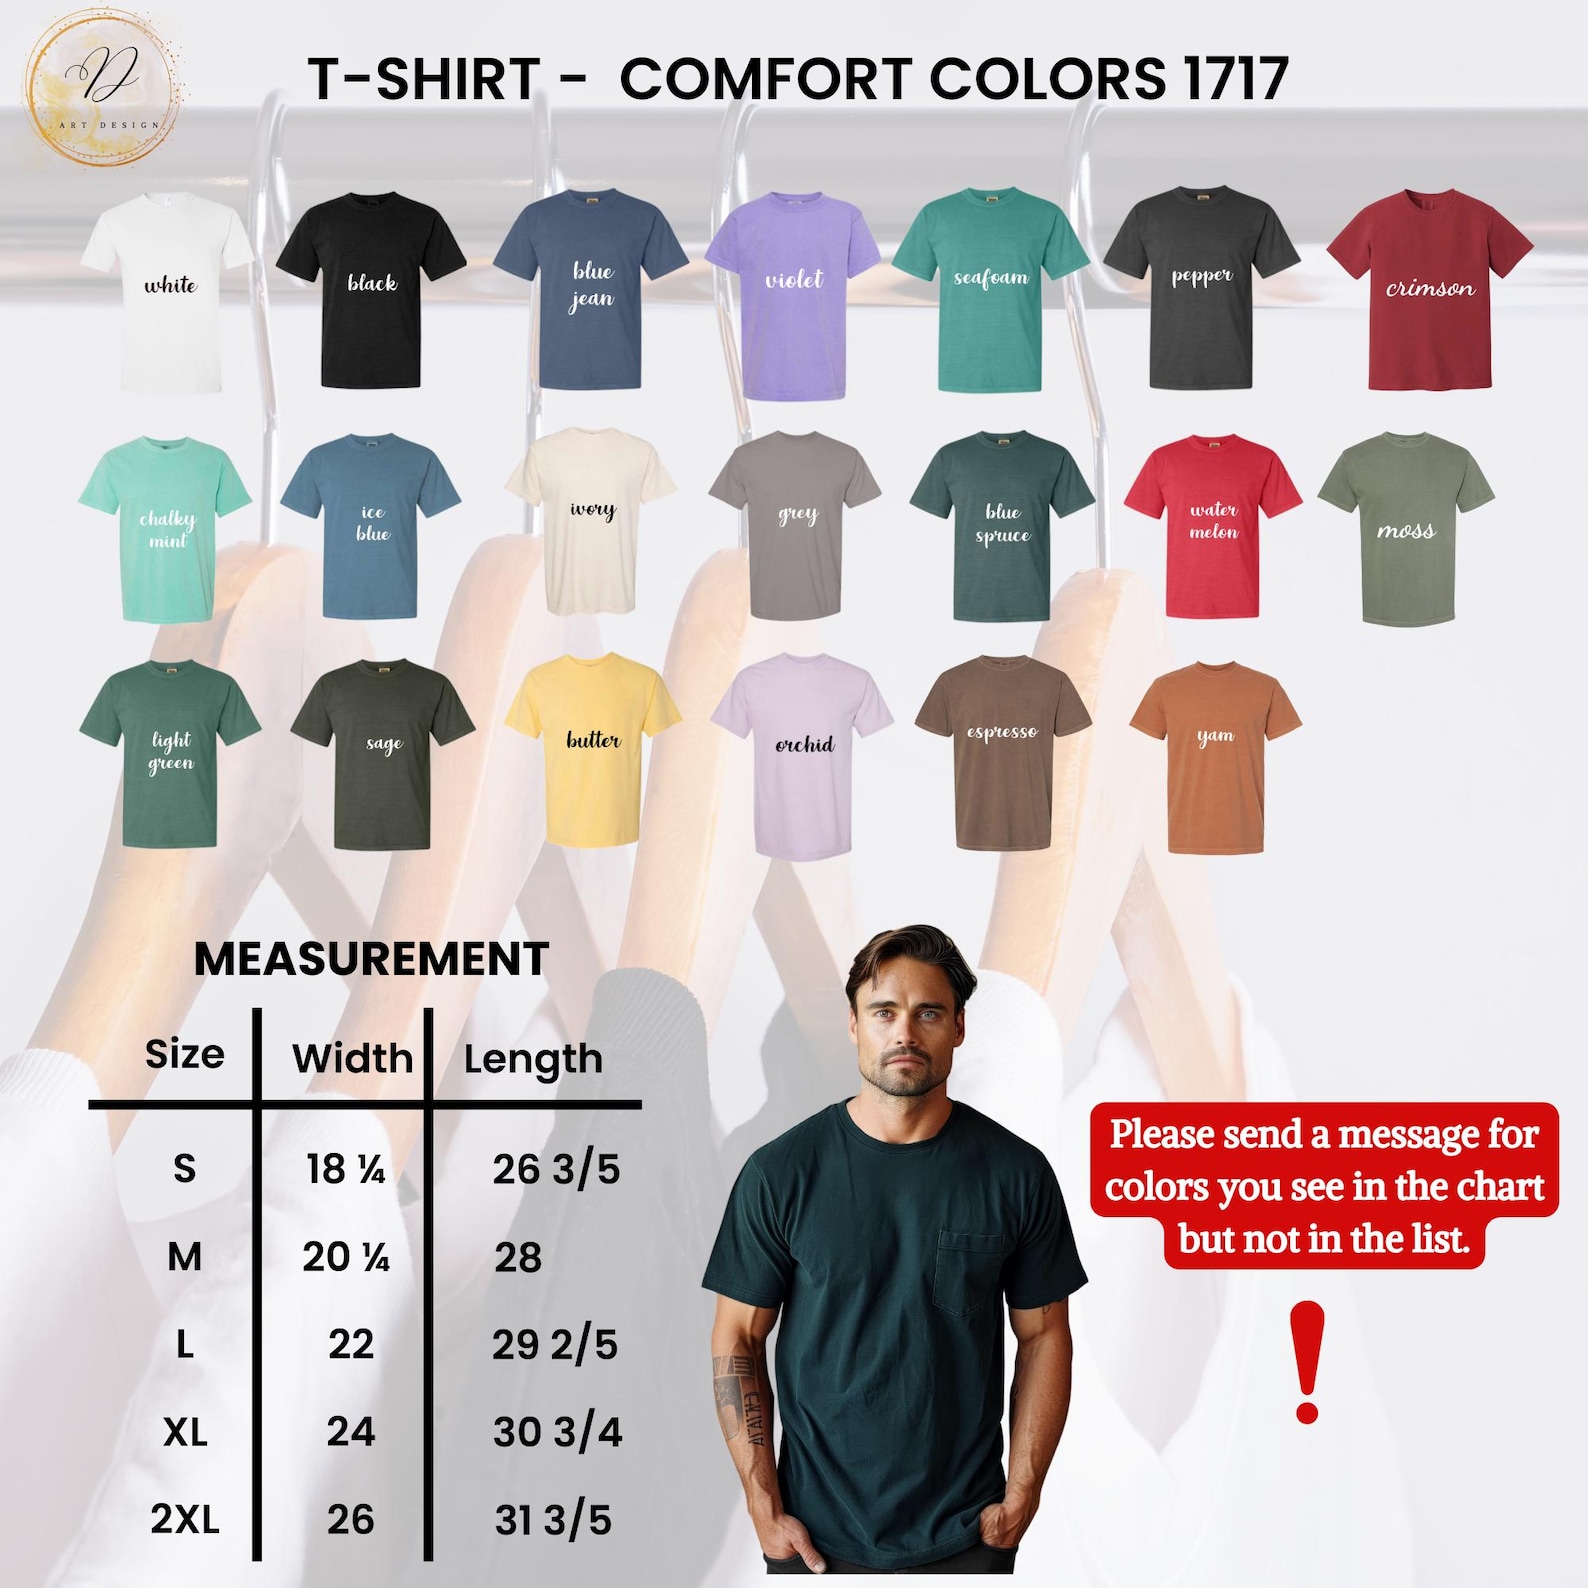 D
ART DESIGN
T-SHIRT - COMFORT COLORS 1717
white
black
blue
jean
violet
seafoam
pepper
crimson
chalky
mint
ice
blue
ivory
grey
blue
spruce
water
melon
moss
light
green
sage
butter
orchid
espresso
yam
MEASUREMENT
Size Width Length
S 18 ¼ 26 3/5
M 20 ¼ 28
L 22 29 2/5
XL 24 30 3/4
2XL 26 31 3/5
Please send a message for
colors you see in the chart
but not in the list.
!